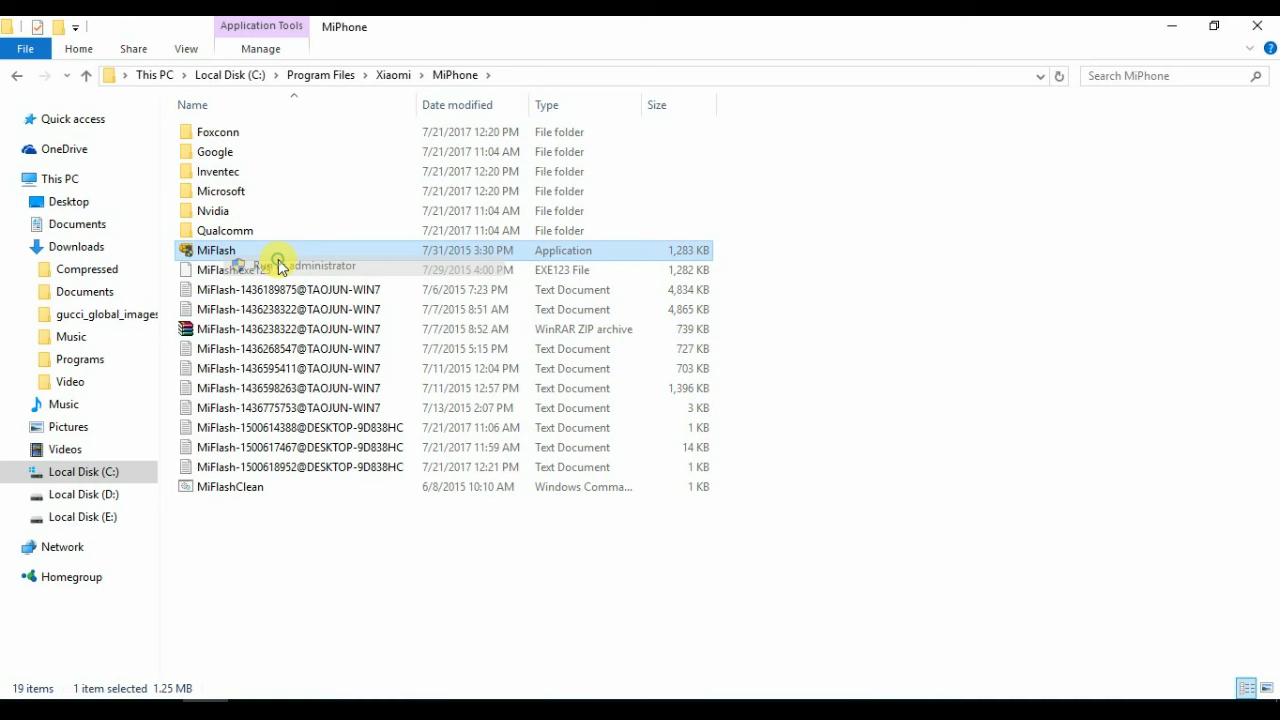 Application Tools
MiPhone
File
Home
Share
View
Manage
This PC
Local Disk (C:)
Program Files
Xiaomi
MiPhone
Search MiPhone
Name
Date modified
Type
Size
Quick access
OneDrive
This PC
Desktop
Documents
Downloads
Compressed
Documents
gucci_global_images
Music
Programs
Video
Music
Pictures
Videos
Local Disk (C:)
Local Disk (D:)
Local Disk (E:)
Network
Homegroup
Foxconn 7/21/2017 12:20 PM File folder
Google 7/21/2017 11:04 AM File folder
Inventec 7/21/2017 12:20 PM File folder
Microsoft 7/21/2017 12:20 PM File folder
Nvidia 7/21/2017 11:04 AM File folder
Qualcomm 7/21/2017 11:04 AM File folder
MiFlash 7/31/2015 3:30 PM Application 1,283 KB
administrator
7/29/2015 4:00 PM EXE123 File 1,282 KB
MiFlash-1436189875@TAOJUN-WIN7 7/6/2015 7:23 PM Text Document 4,834 KB
MiFlash-1436238322@TAOJUN-WIN7 7/7/2015 8:51 AM Text Document 4,865 KB
MiFlash-1436238322@TAOJUN-WIN7 7/7/2015 8:52 AM WinRAR ZIP archive 739 KB
MiFlash-1436268547@TAOJUN-WIN7 7/7/2015 5:15 PM Text Document 727 KB
MiFlash-1436595411@TAOJUN-WIN7 7/11/2015 12:04 PM Text Document 703 KB
MiFlash-1436598263@TAOJUN-WIN7 7/11/2015 12:57 PM Text Document 1,396 KB
MiFlash-1436775753@TAOJUN-WIN7 7/13/2015 2:07 PM Text Document 3 KB
MiFlash-1500614388@DESKTOP-9D838HC 7/21/2017 11:06 AM Text Document 1 KB
MiFlash-1500617467@DESKTOP-9D838HC 7/21/2017 11:59 AM Text Document 14 KB
MiFlash-1500618952@DESKTOP-9D838HC 7/21/2017 12:21 PM Text Document 1 KB
MiFlashClean 6/8/2015 10:10 AM Windows Comma... 1 KB
19 items 1 item selected 1.25 MB